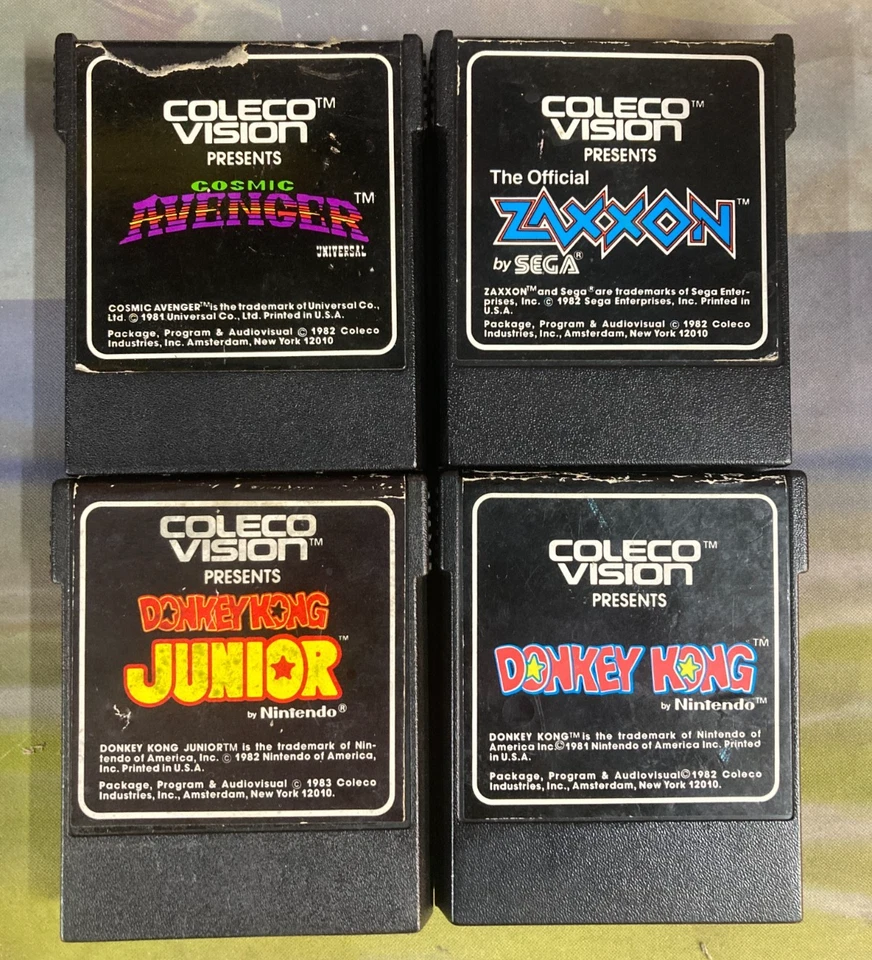 COLECO™
VISION
PRESENTS
COSMIC
AVENGER™
UNIVERSAL
COSMIC AVENGER™ is the trademark of Universal Co.,
Ltd. © 1981 Universal Co., Ltd. Printed in U.S.A.
Package, Program & Audiovisual © 1982 Coleco
Industries, Inc. Amsterdam, New York 12010
COLECO™
VISION
PRESENTS
The Official
ZAXXON™
by SEGA®
ZAXXON™ and Sega® are trademarks of Sega Enter-
prises, Inc. © 1982 Sega Enterprises, Inc. Printed in
U.S.A.
Package, Program & Audiovisual © 1982 Coleco
Industries, Inc. Amsterdam, New York 12010
COLECO
VISION™
PRESENTS
DONKEY KONG
JUNIOR™
by Nintendo®
DONKEY KONG JUNIOR™ is the trademark of Nin-
tendo of America, Inc. © 1982 Nintendo of America,
Inc. Printed in U.S.A.
Package, Program & Audiovisual © 1983 Coleco
Industries, Inc., Amsterdam, New York 12010.
COLECO™
VISION
PRESENTS
DONKEY KONG™
by Nintendo™
DONKEY KONG™ is the trademark of Nintendo of
America Inc.©1981 Nintendo of America Inc. Printed
in U.S.A.
Package, Program & Audiovisual©1982 Coleco
Industries, Inc., Amsterdam, New York 12010.